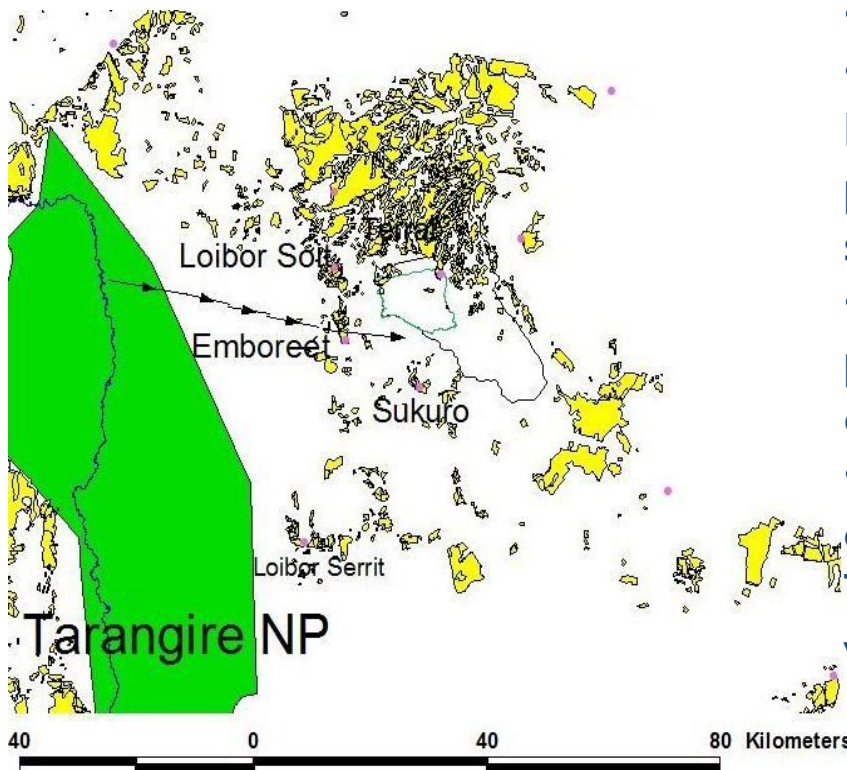 Terrat
Loibor Soit
Emboreet
Sukuro
Loibor Serrit
Tarangire NP
40 0 40 80 Kilometers